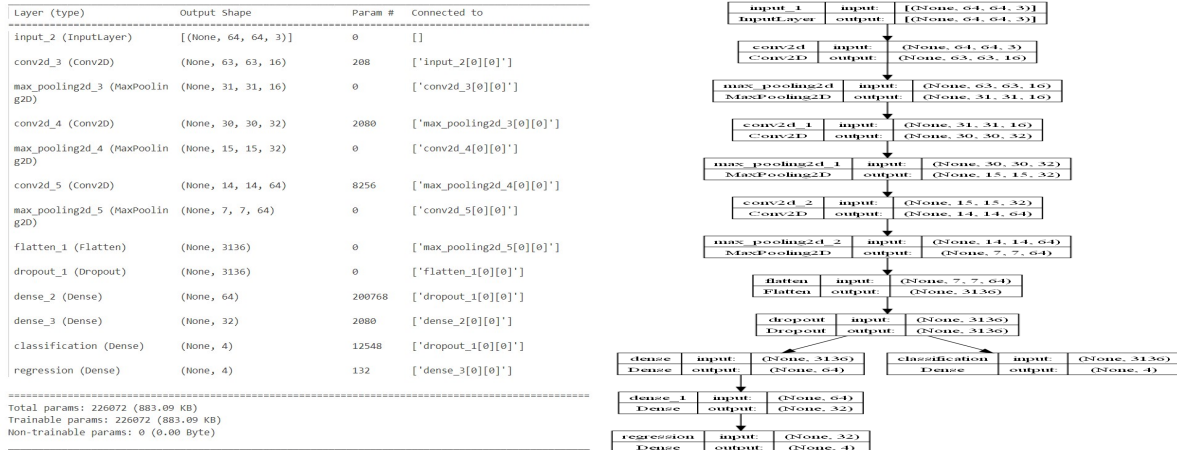 Layer (type) Output Shape Param # Connected to
input_2 (InputLayer) [(None, 64, 64, 3)] 0 []
conv2d_3 (Conv2D) (None, 63, 63, 16) 208 ['input_2[0][0]']
max_pooling2d_3 (MaxPoolin (None, 31, 31, 16) 0 ['conv2d_3[0][0]']
g2D)
conv2d_4 (Conv2D) (None, 30, 30, 32) 2080 ['max_pooling2d_3[0][0]']
max_pooling2d_4 (MaxPoolin (None, 15, 15, 32) 0 ['conv2d_4[0][0]']
g2D)
conv2d_5 (Conv2D) (None, 14, 14, 64) 8256 ['max_pooling2d_4[0][0]']
max_pooling2d_5 (MaxPoolin (None, 7, 7, 64) 0 ['conv2d_5[0][0]']
g2D)
flatten_1 (Flatten) (None, 3136) 0 ['max_pooling2d_5[0][0]']
dropout_1 (Dropout) (None, 3136) 0 ['flatten_1[0][0]']
dense_2 (Dense) (None, 64) 200768 ['dropout_1[0][0]']
dense_3 (Dense) (None, 32) 2080 ['dense_2[0][0]']
classification (Dense) (None, 4) 12548 ['dropout_1[0][0]']
regression (Dense) (None, 4) 132 ['dense_3[0][0]']
Total params: 226072 (883.09 KB)
Trainable params: 226072 (883.09 KB)
Non-trainable params: 0 (0.00 Byte)
input_1 input: [(None, 64, 64, 3)]
InputLayer output: [(None, 64, 64, 3)]
conv2d input: (None, 64, 64, 3)
Conv2D output: (None, 63, 63, 16)
max_pooling2d input: (None, 63, 63, 16)
MaxPooling2D output: (None, 31, 31, 16)
conv2d_1 input: (None, 31, 31, 16)
Conv2D output: (None, 30, 30, 32)
max_pooling2d_1 input: (None, 30, 30, 32)
MaxPooling2D output: (None, 15, 15, 32)
conv2d_2 input: (None, 15, 15, 32)
Conv2D output: (None, 14, 14, 64)
max_pooling2d_2 input: (None, 14, 14, 64)
MaxPooling2D output: (None, 7, 7, 64)
flatten input: (None, 7, 7, 64)
Flatten output: (None, 3136)
dropout input: (None, 3136)
Dropout output: (None, 3136)
dense input: (None, 3136)
Dense output: (None, 64)
classification input: (None, 3136)
Dense output: (None, 4)
dense_1 input: (None, 64)
Dense output: (None, 32)
regression input: (None, 32)
Dense output: (None, 4)